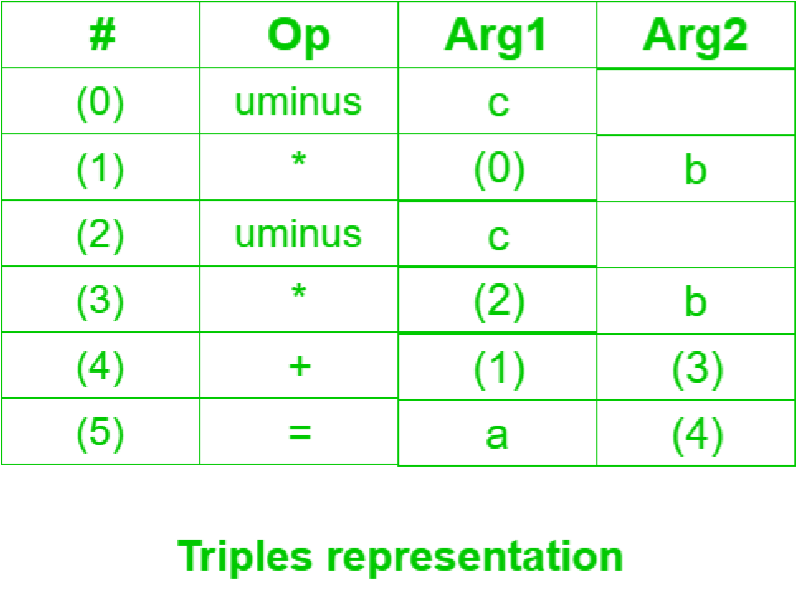 # Op Arg1 Arg2
(0) uminus c
(1) * (0) b
(2) uminus c
(3) * (2) b
(4) + (1) (3)
(5) = a (4)
Triples representation